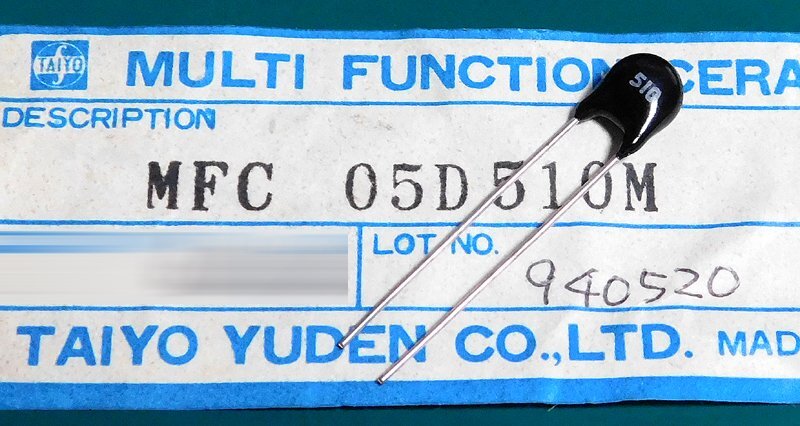 TAIYO
MULTI FUNCTION CERA
DESCRIPTION
MFC 05D510M
LOT NO.
940520
TAIYO YUDEN CO.,LTD. MAD
510